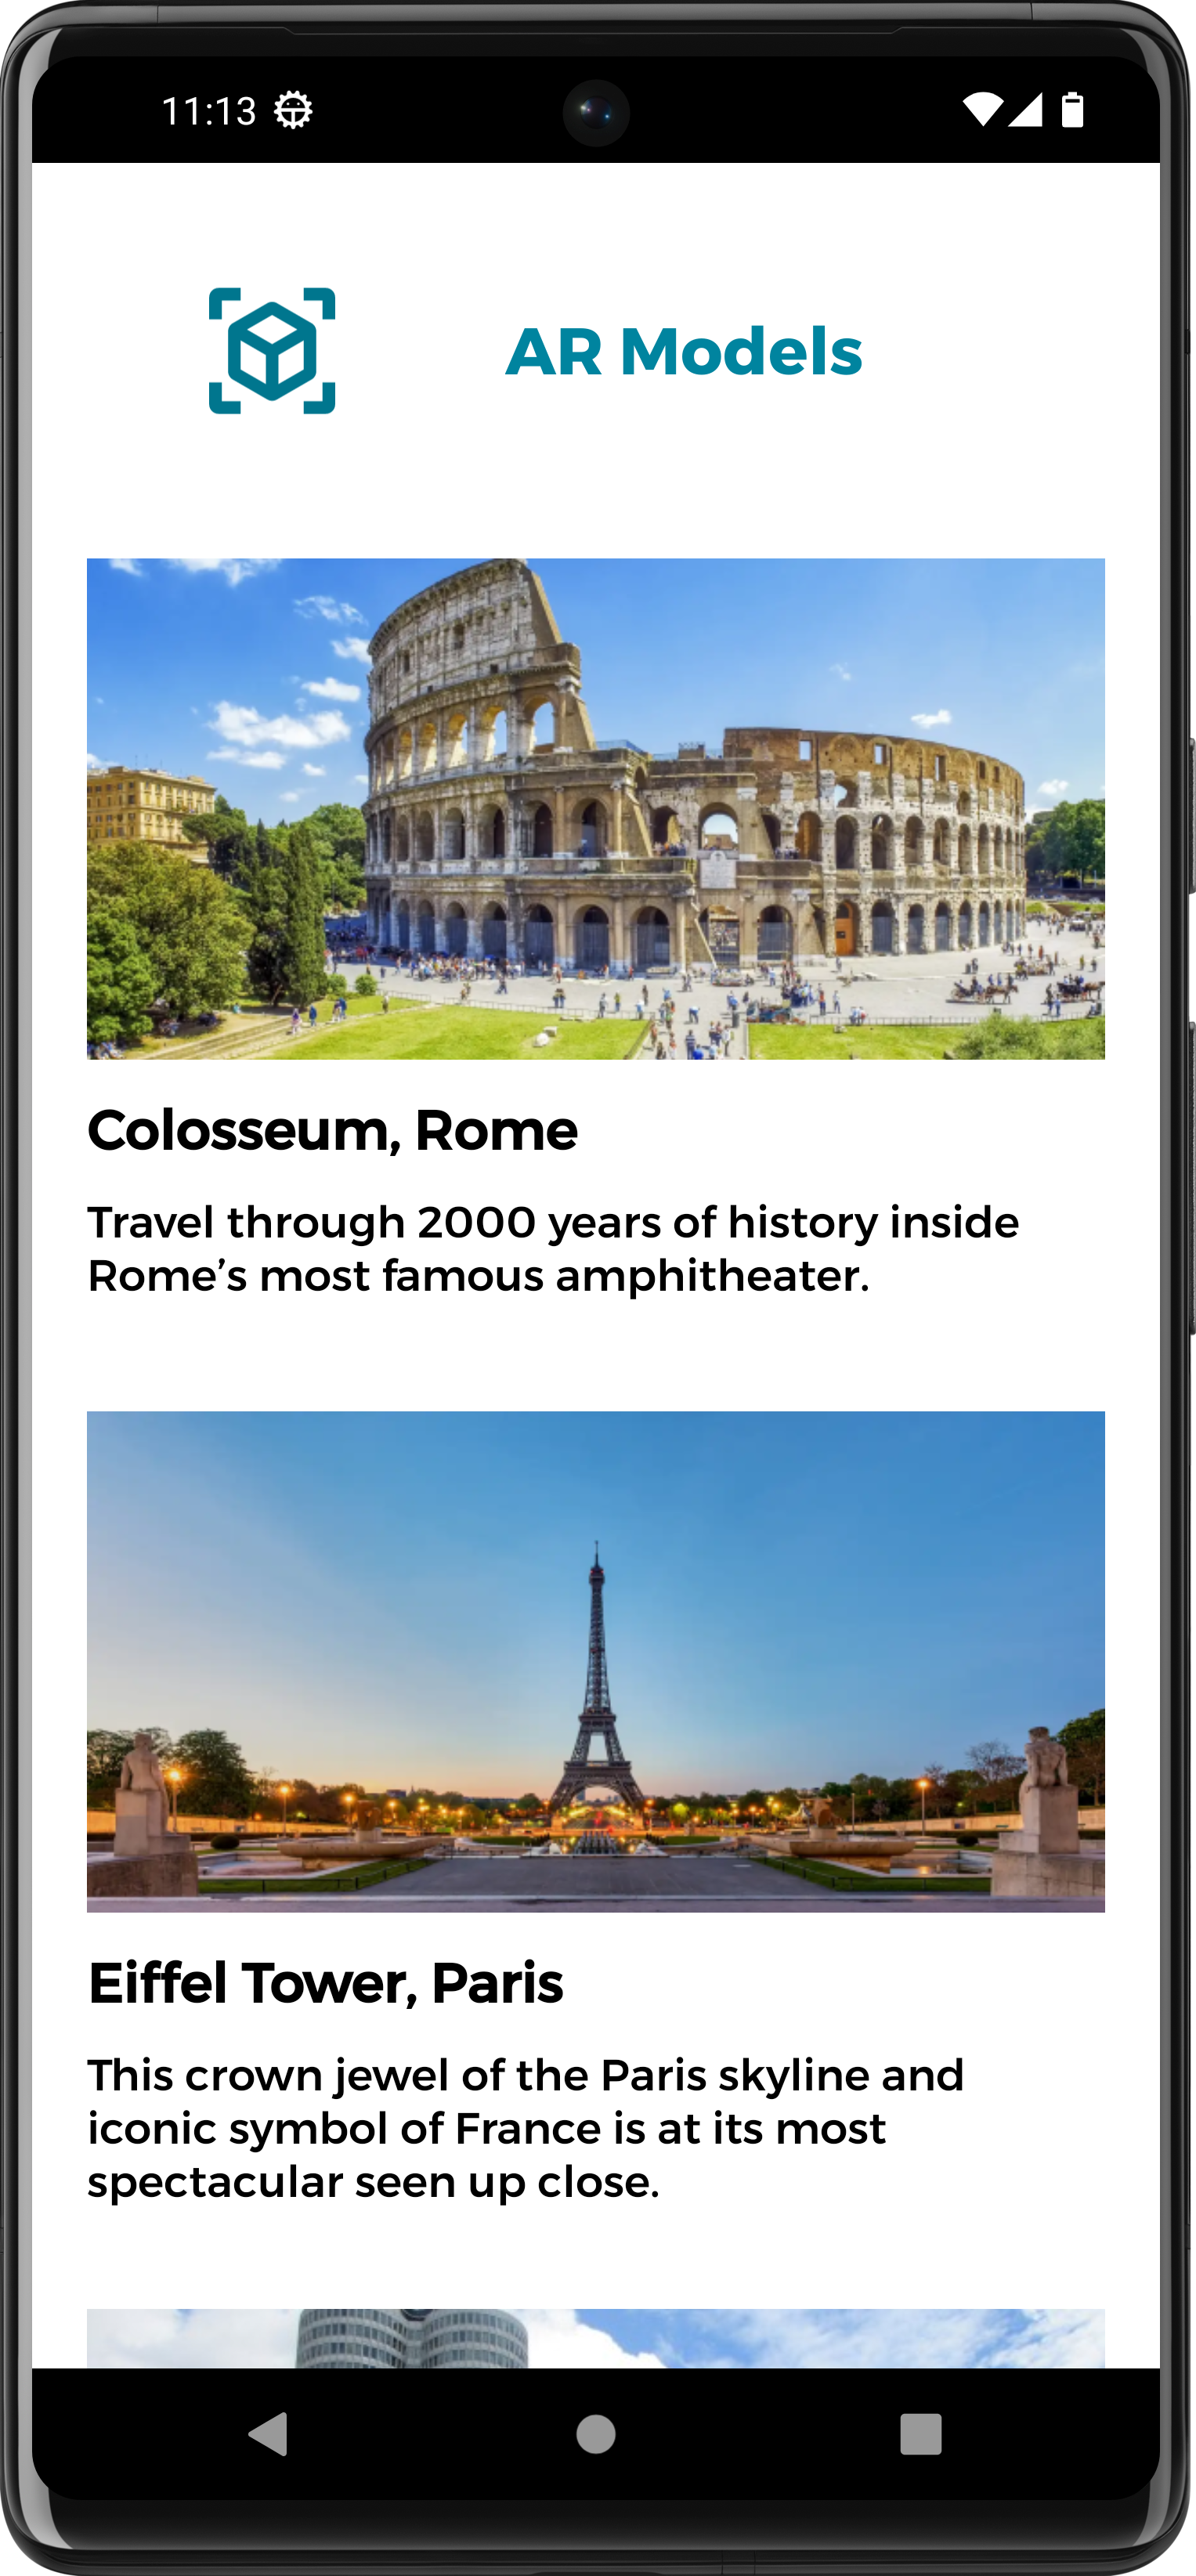 11:13
AR Models
Colosseum, Rome
Travel through 2000 years of history inside
Rome’s most famous amphitheater.
Eiffel Tower, Paris
This crown jewel of the Paris skyline and
iconic symbol of France is at its most
spectacular seen up close.